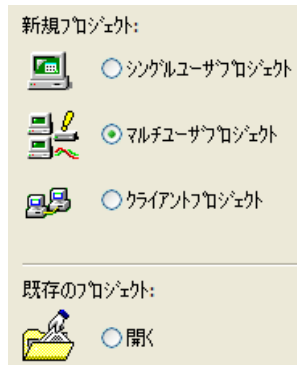 新規プロジェクト:
シングルユーザプロジェクト
マルチユーザプロジェクト
クライアントプロジェクト
既存のプロジェクト:
開く